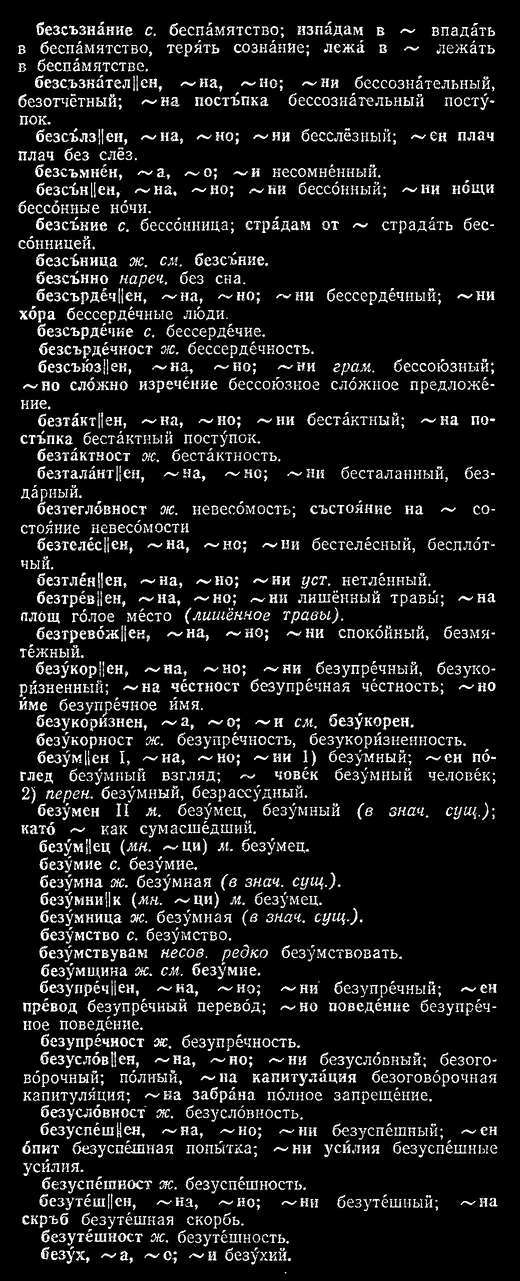 безсъзна́ние с. беспа́мятство; изпа́дам в ~ впада́ть
в беспа́мятство, теря́ть созна́ние; лежа́ в ~ лежа́ть
в беспа́мятстве.
безсъзна́тел||ен, ~на, ~но; ~ни бессозна́тельный,
безотчётный; ~на постъ́пка бессозна́тельный посту́-
пок.
безсъ́лз||ен, ~на, ~но; ~ни бесслёзный; ~ен плач
плач без слёз.
безсъмне́н, ~а, ~о; ~и несомне́нный.
безсъ́н||ен, ~на, ~но; ~ни бессо́нный; ~ни но́щи
бессо́нные но́чи.
безсъ́ние с. бессо́нница; стра́дам от ~ страда́ть бес-
со́нницей.
безсъ́ница ж. см. безсъ́ние.
безсъ́нно нареч. без сна.
безсърде́ч||ен, ~на, ~но; ~ни бессерде́чный; ~ни
хо́ра бессерде́чные лю́ди.
безсърде́чие с. бессерде́чие.
безсърде́чност ж. бессерде́чность.
безсъю́з||ен, ~на, ~но; ~ни грам. бессою́зный;
~но сло́жно изрече́ние бессою́зное сло́жное предложе́-
ние.
безта́кт||ен, ~на, ~но; ~ни беста́ктный; ~на по-
стъ́пка беста́ктный посту́пок.
безта́ктност ж. беста́ктность.
безтала́нт||ен, ~на, ~но; ~ни бестала́нный, без-
да́рный.
безтегло́вност ж. невесо́мость; състоя́ние на ~ со-
стоя́ние невесо́мости
безтеле́с||ен, ~на, ~но; ~ни бестеле́сный, беспло́т-
чый.
безтле́н||ен, ~на, ~но; ~ни уст. нетле́нный.
безтре́в||ен, ~на, ~но; ~ни лишённый травы́; ~на
площ го́лое ме́сто (лишённое травы).
безтрево́ж||ен, ~на, ~но; ~ни споко́йный, безмя-
те́жный.
безу́кор||ен, ~на, ~но; ~ни безупре́чный, безуко-
ри́зненный; ~на че́стност безупре́чная че́стность; ~но
и́ме безупре́чное и́мя.
безукори́знен, ~а, ~о; ~и см. безу́корен.
безу́корност ж. безупре́чность, безукори́зненность.
безу́м||ен I, ~на, ~но; ~ни 1) безу́мный; ~ен по́-
глед безу́мный взгляд; ~ чове́к безу́мный челове́к;
2) перен. безу́мный, безрассу́дный.
безу́мен II м. безу́мец, безу́мный (в знач. сущ.);
като́ ~ как сумасше́дший.
безу́м||ец (мн. ~ци) м. безу́мец.
безу́мие с. безу́мие.
безу́мна ж. безу́мная (в знач. сущ.).
безу́мни||к (мн. ~ци) м. безу́мец.
безу́мница ж. безу́мная (в знач. сущ.).
безу́мство с. безу́мство.
безу́мствувам несов. редко безу́мствовать.
безу́мщина ж. см. безу́мие.
безупре́ч||ен, ~на, ~но; ~ни безупре́чный; ~ен
пре́вод безупре́чный перево́д; ~но поведе́ние безупре́ч-
ное поведе́ние.
безупре́чност ж. безупре́чность.
безусло́в||ен, ~на, ~но; ~ни безусло́вный; безого-
во́рочный; по́лный, ~на капитула́ция безогово́рочная
капитуля́ция; ~на забра́на по́лное запреще́ние.
безусло́вност ж. безусло́вность.
безуспе́ш||ен, ~на, ~но; ~ни безуспе́шный; ~ен
о́пит безуспе́шная попы́тка; ~ни уси́лия безуспе́шные
уси́лия.
безуспе́шност ж. безуспе́шность.
безуте́ш||ен, ~на, ~но; ~ни безуте́шный; ~на
скръб безуте́шная скорбь.
безуте́шност ж. безуте́шность.
безу́х, ~а, ~о; ~и безу́хий.